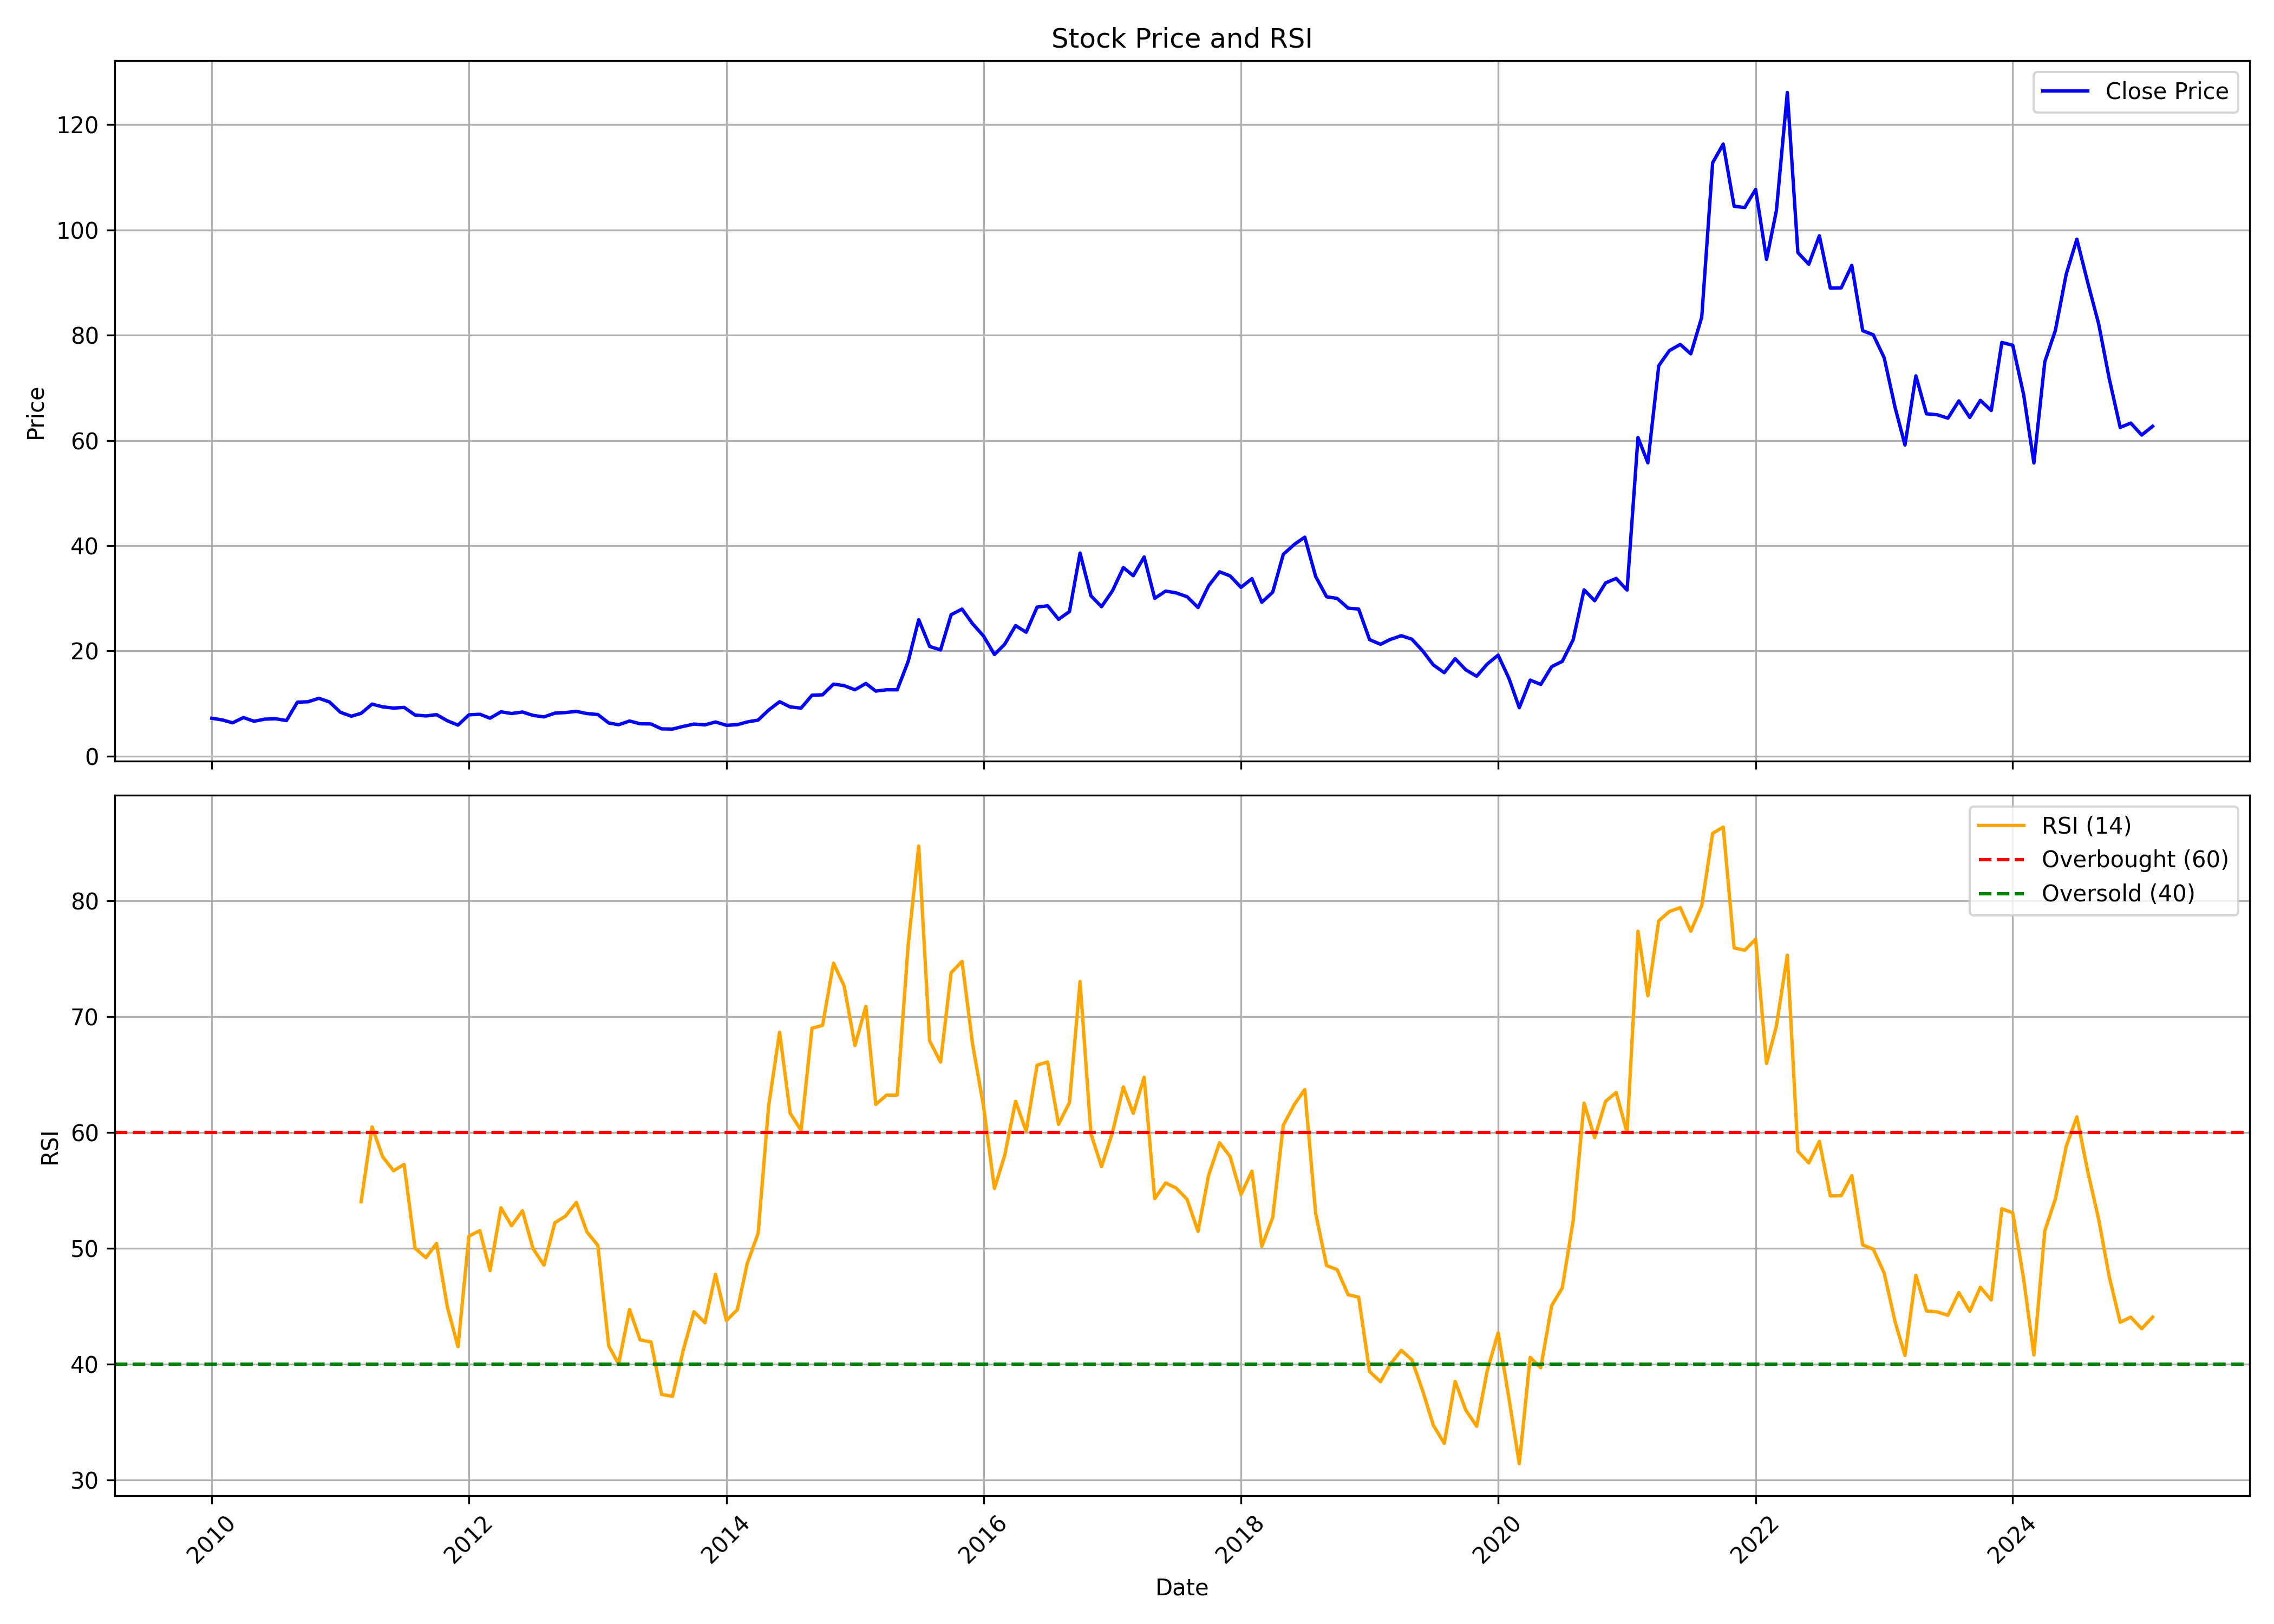 Stock Price and RSI
Close Price
120
100
80
60
40
20
0
Price
RSI (14)
Overbought (60)
Oversold (40)
80
70
60
50
40
30
RSI
2010
2012
2014
2016
2018
2020
2022
2024
Date